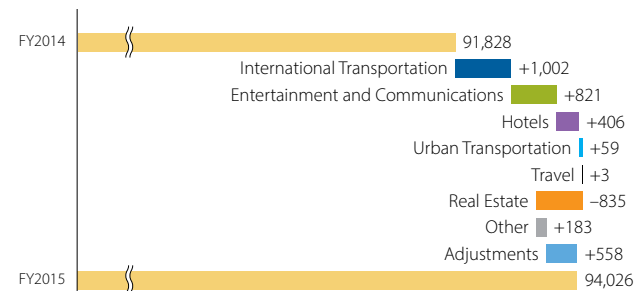 FY2014 91,828
International Transportation +1,002
Entertainment and Communications +821
Hotels +406
Urban Transportation +59
Travel +3
Real Estate –835
Other +183
Adjustments +558
FY2015 94,026